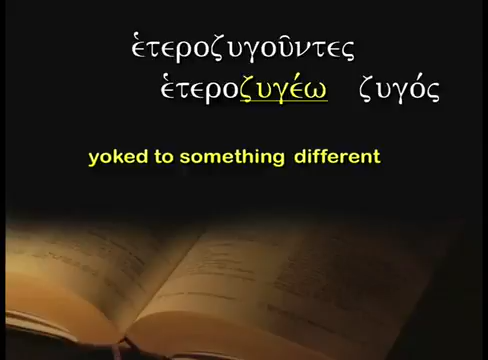 ἑτεροζυγοῦντες
ἑτεροζυγέω ζυγός
yoked to something different